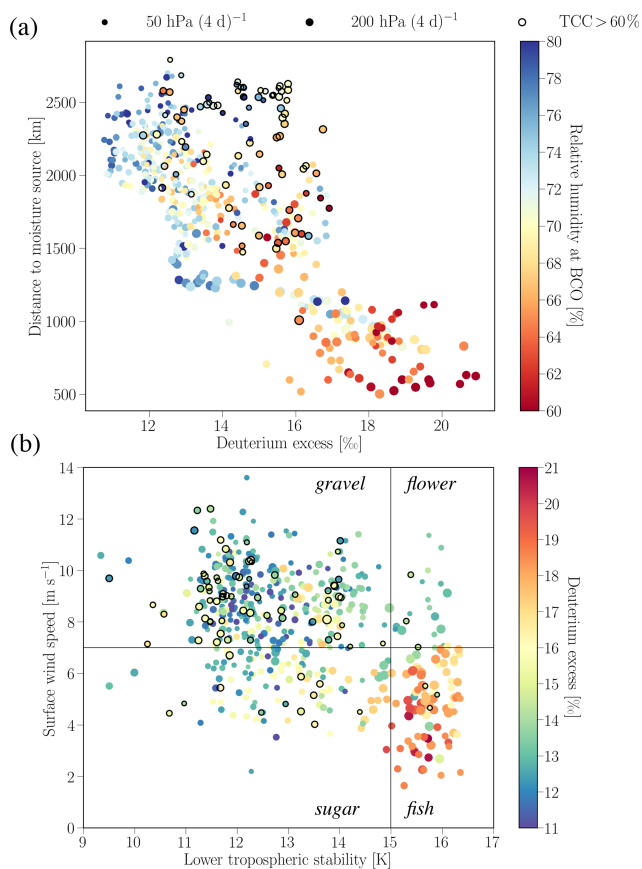 (a)
50 hPa (4 d)⁻¹ 200 hPa (4 d)⁻¹ TCC > 60%
Distance to moisture source [km]
2500
2000
1500
1000
500
12 14 16 18 20
Deuterium excess [‰]
80
78
76
74
72
70
68
66
64
62
60
Relative humidity at BCO [%]
(b)
Surface wind speed [m s⁻¹]
14
12
10
8
6
4
2
0
gravel flower
sugar fish
9 10 11 12 13 14 15 16 17
Lower tropospheric stability [K]
21
20
19
18
17
16
15
14
13
12
11
Deuterium excess [‰]